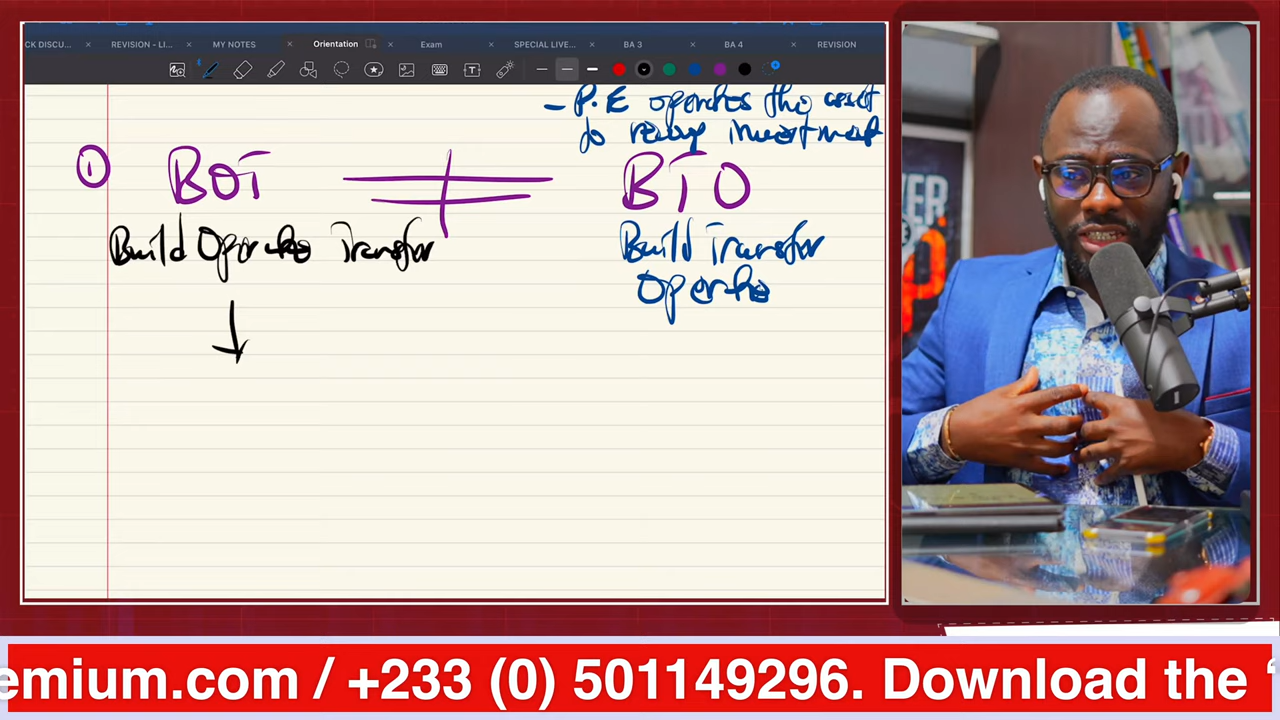 CK DISCU... REVISION - LI... MY NOTES Orientation Exam SPECIAL LIVE... BA 3 BA 4 REVISION
- P.E operates the asset
to recoup investment
① BOT ≠ BTO
Build Operate Transfer
Build Transfer
Operate
emium.com / +233 (0) 501149296. Download the ‘